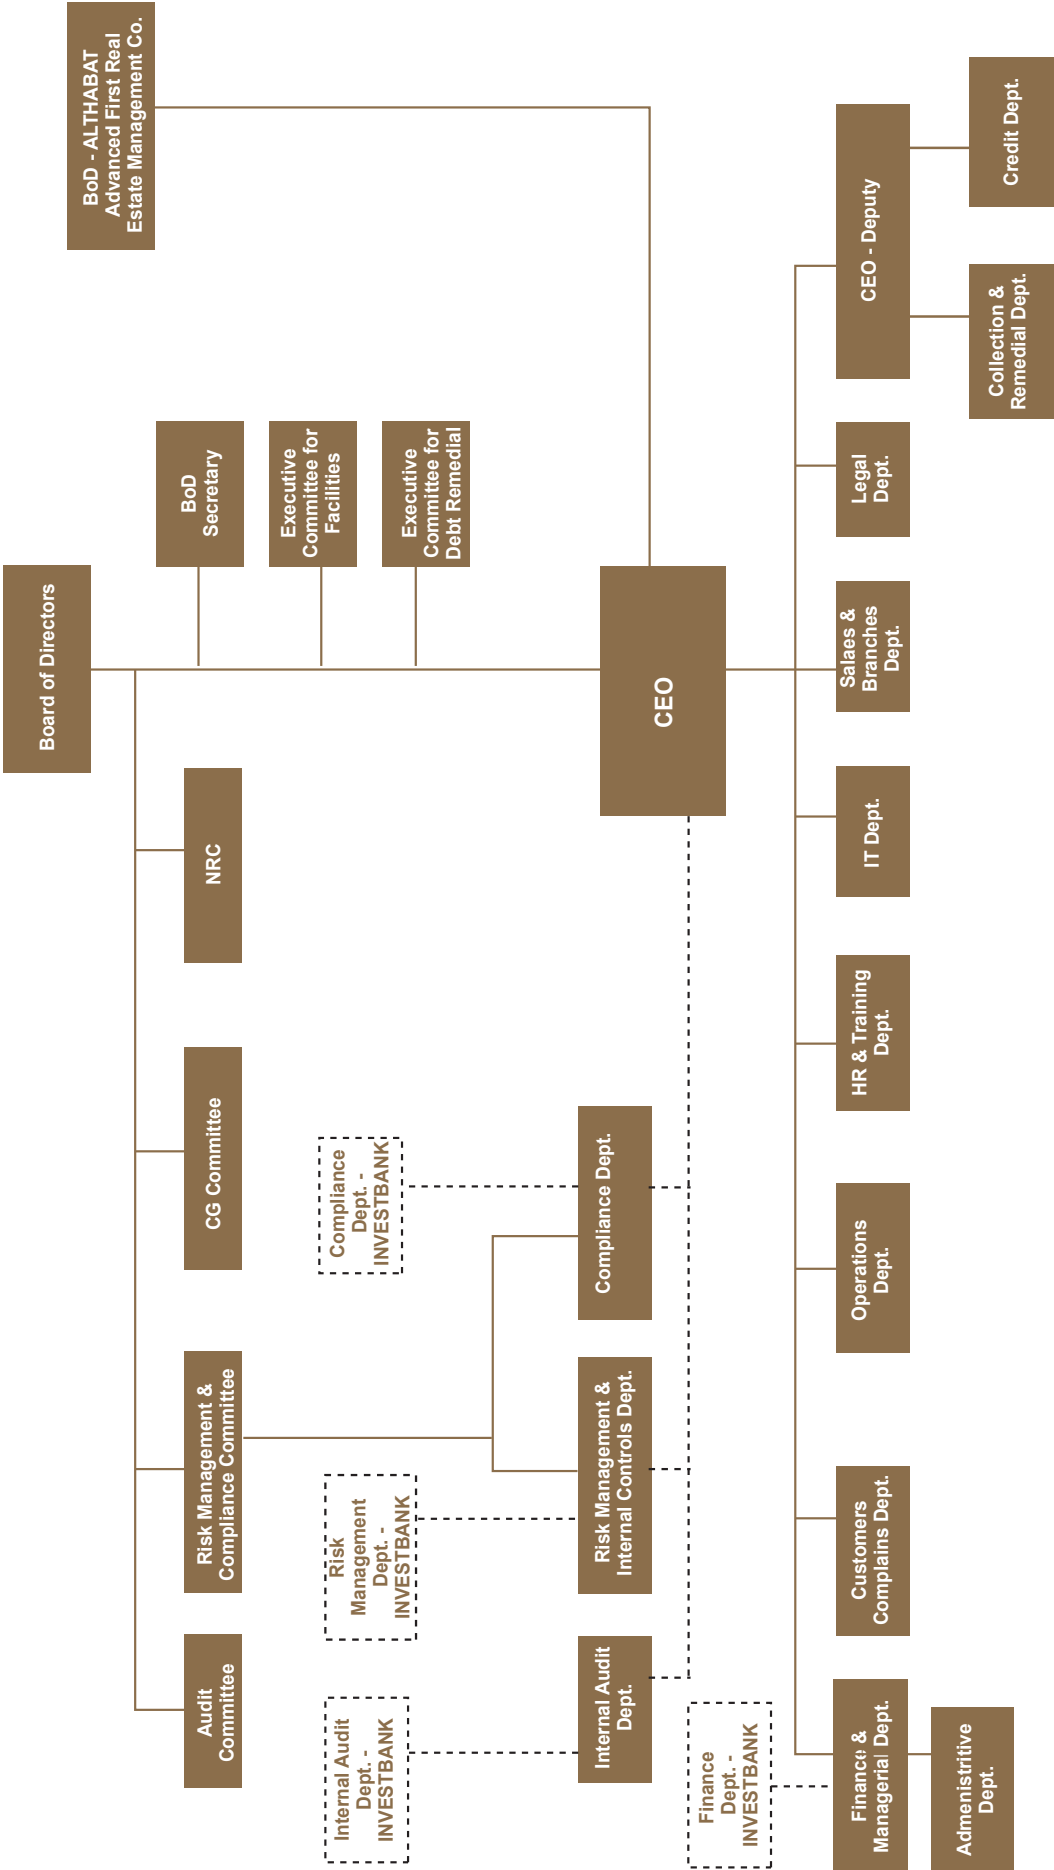 Board of Directors
BoD - ALTHABAT
Advanced First Real
Estate Management Co.
BoD
Secretary
Executive
Committee for
Facilities
Executive
Committee for
Debt Remedial
Audit
Committee
Risk Management &
Compliance Committee
CG Committee
NRC
Internal Audit
Dept. -
INVESTBANK
Risk
Management
Dept. -
INVESTBANK
Compliance
Dept. -
INVESTBANK
Internal Audit
Dept.
Risk Management &
Internal Controls Dept.
Compliance Dept.
CEO
Finance
Dept. -
INVESTBANK
Finance &
Managerial Dept.
Customers
Complains Dept.
Operations
Dept.
HR & Training
Dept.
IT Dept.
Salaes &
Branches
Dept.
Legal
Dept.
CEO - Deputy
Admenistritive
Dept.
Collection &
Remedial Dept.
Credit Dept.